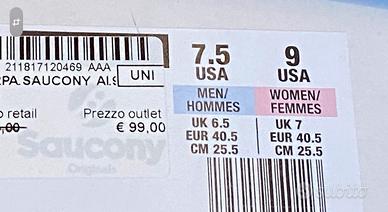 211817120469 AAA
RPA.SAUCONY
UNI
retail
Prezzo outlet
,00
€ 99,00
Saucony
Originals
7.5
USA
9
USA
MEN/
HOMMES
WOMEN/
FEMMES
UK 6.5
EUR 40.5
CM 25.5
UK 7
EUR 40.5
CM 25.5
subito